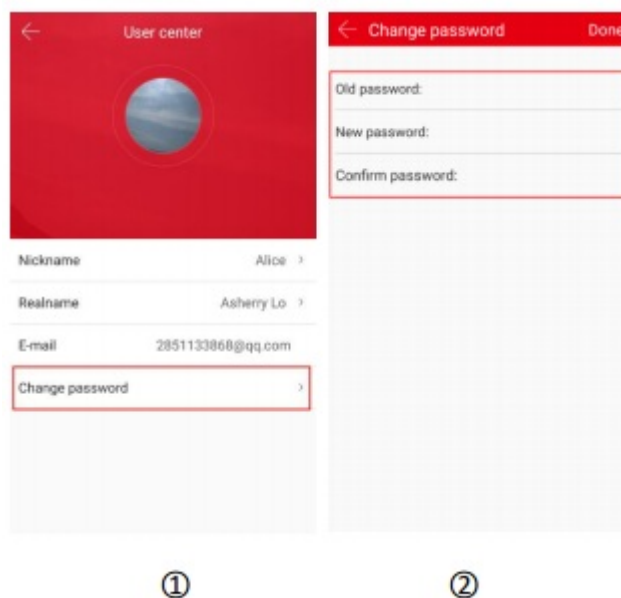 User center
Nickname Alice
Realname Asherry Lo
E-mail 2851133868@qq.com
Change password
①
Change password Done
Old password:
New password:
Confirm password:
②